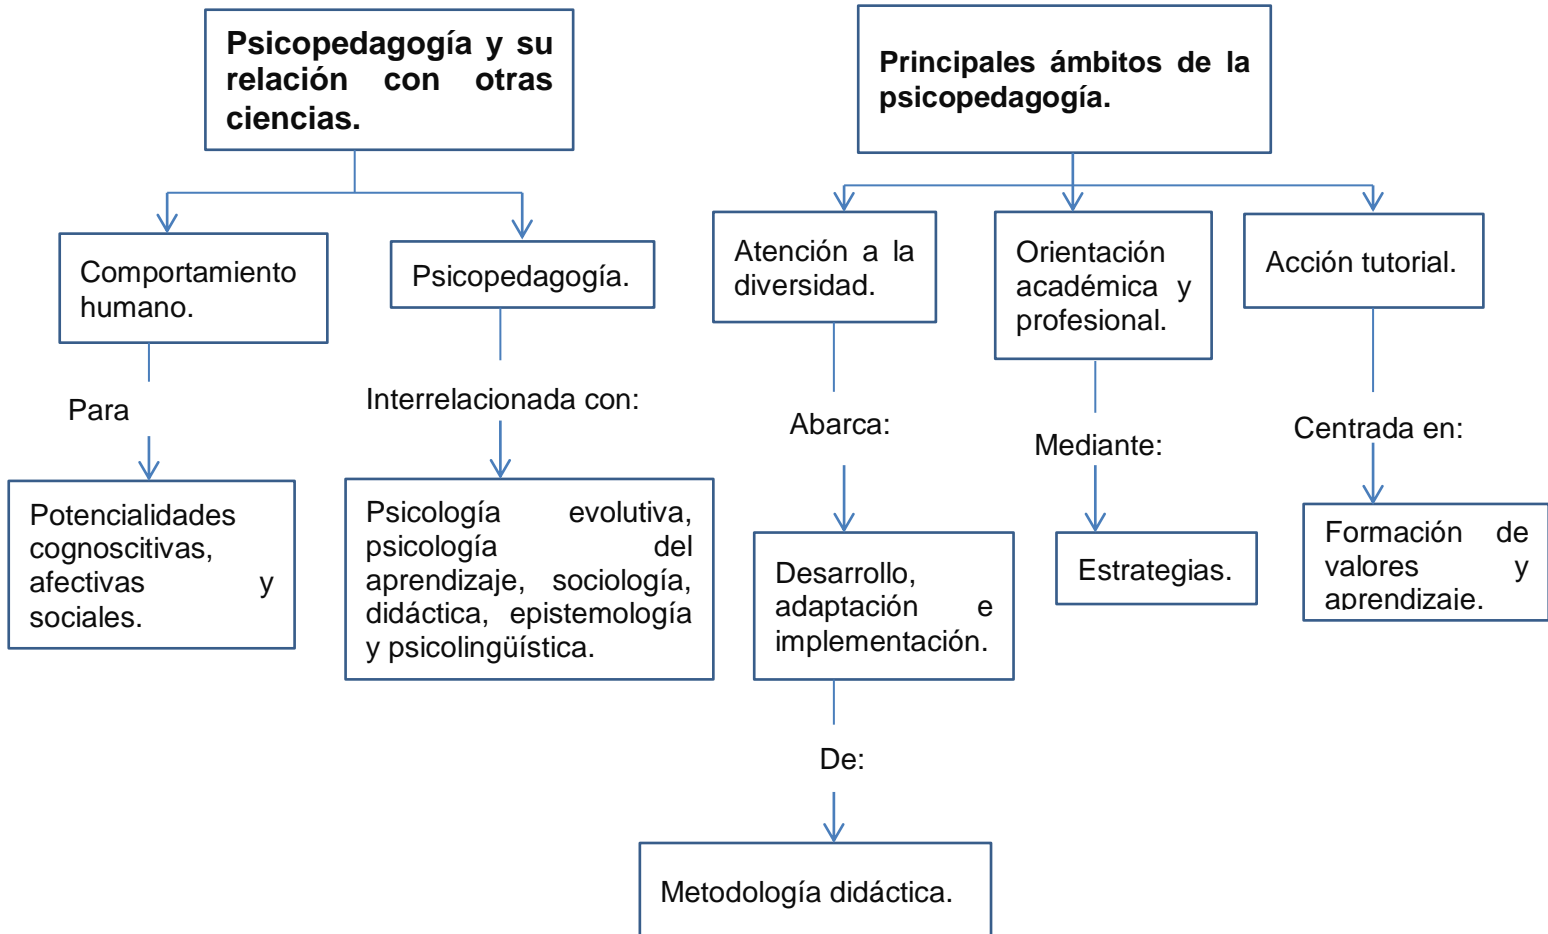 Psicopedagogía y su
relación con otras
ciencias.
Principales ámbitos de la
psicopedagogía.
Comportamiento
humano.
Psicopedagogía.
Atención a la
diversidad.
Orientación
académica y
profesional.
Acción tutorial.
Para
Interrelacionada con:
Abarca:
Mediante:
Centrada en:
Potencialidades
cognoscitivas,
afectivas y
sociales.
Psicología evolutiva,
psicología del
aprendizaje, sociología,
didáctica, epistemología
y psicolingüística.
Desarrollo,
adaptación e
implementación.
Estrategias.
Formación de
valores y
aprendizaje.
De:
Metodología didáctica.